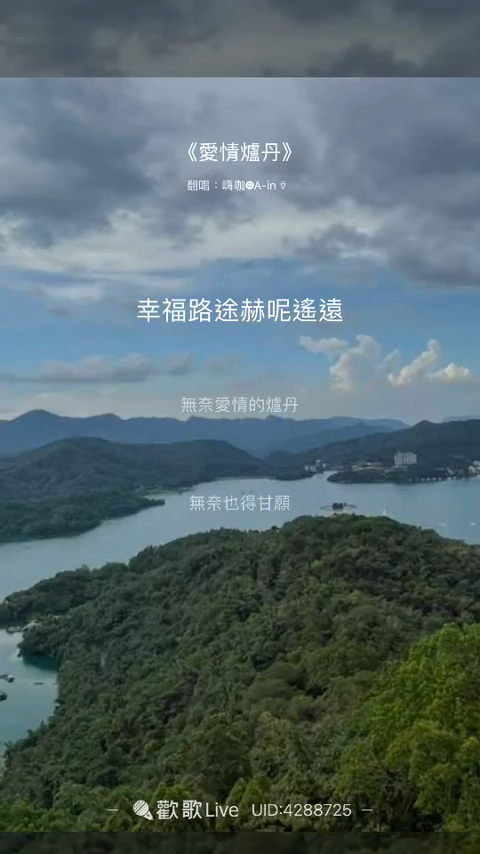 《愛情爐丹》
翻唱：嗨咖☻A-in
幸福路途赫呢遙遠
無奈愛情的爐丹
無奈也得甘願
歡歌Live UID:4288725